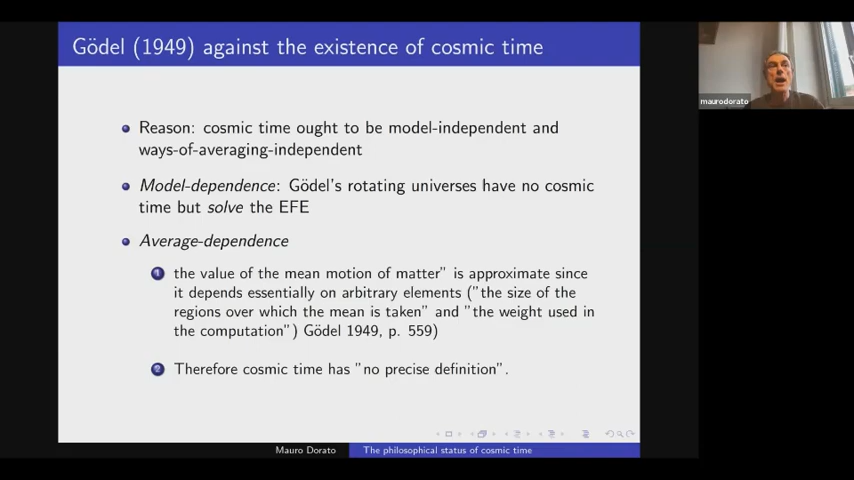 Gödel (1949) against the existence of cosmic time
Reason: cosmic time ought to be model-independent and
ways-of-averaging-independent
Model-dependence: Gödel's rotating universes have no cosmic
time but solve the EFE
Average-dependence
1 the value of the mean motion of matter" is approximate since
it depends essentially on arbitrary elements ("the size of the
regions over which the mean is taken" and "the weight used in
the computation") Gödel 1949, p. 559)
2 Therefore cosmic time has "no precise definition".
Mauro Dorato
The philosophical status of cosmic time
maurodorato